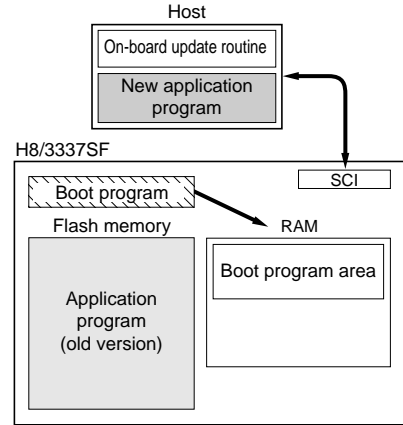 Host
On-board update routine
New application
program
H8/3337SF
SCI
Boot program
Flash memory
RAM
Boot program area
Application
program
(old version)